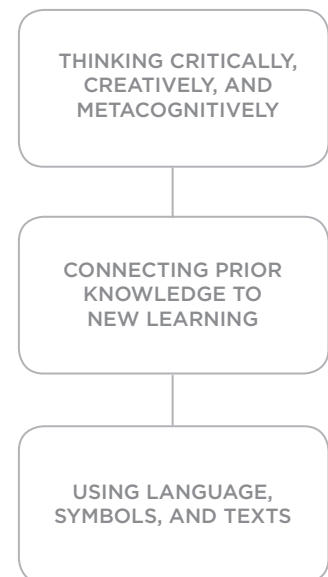 THINKING CRITICALLY,
CREATIVELY, AND
METACOGNITIVELY
CONNECTING PRIOR
KNOWLEDGE TO
NEW LEARNING
USING LANGUAGE,
SYMBOLS, AND TEXTS